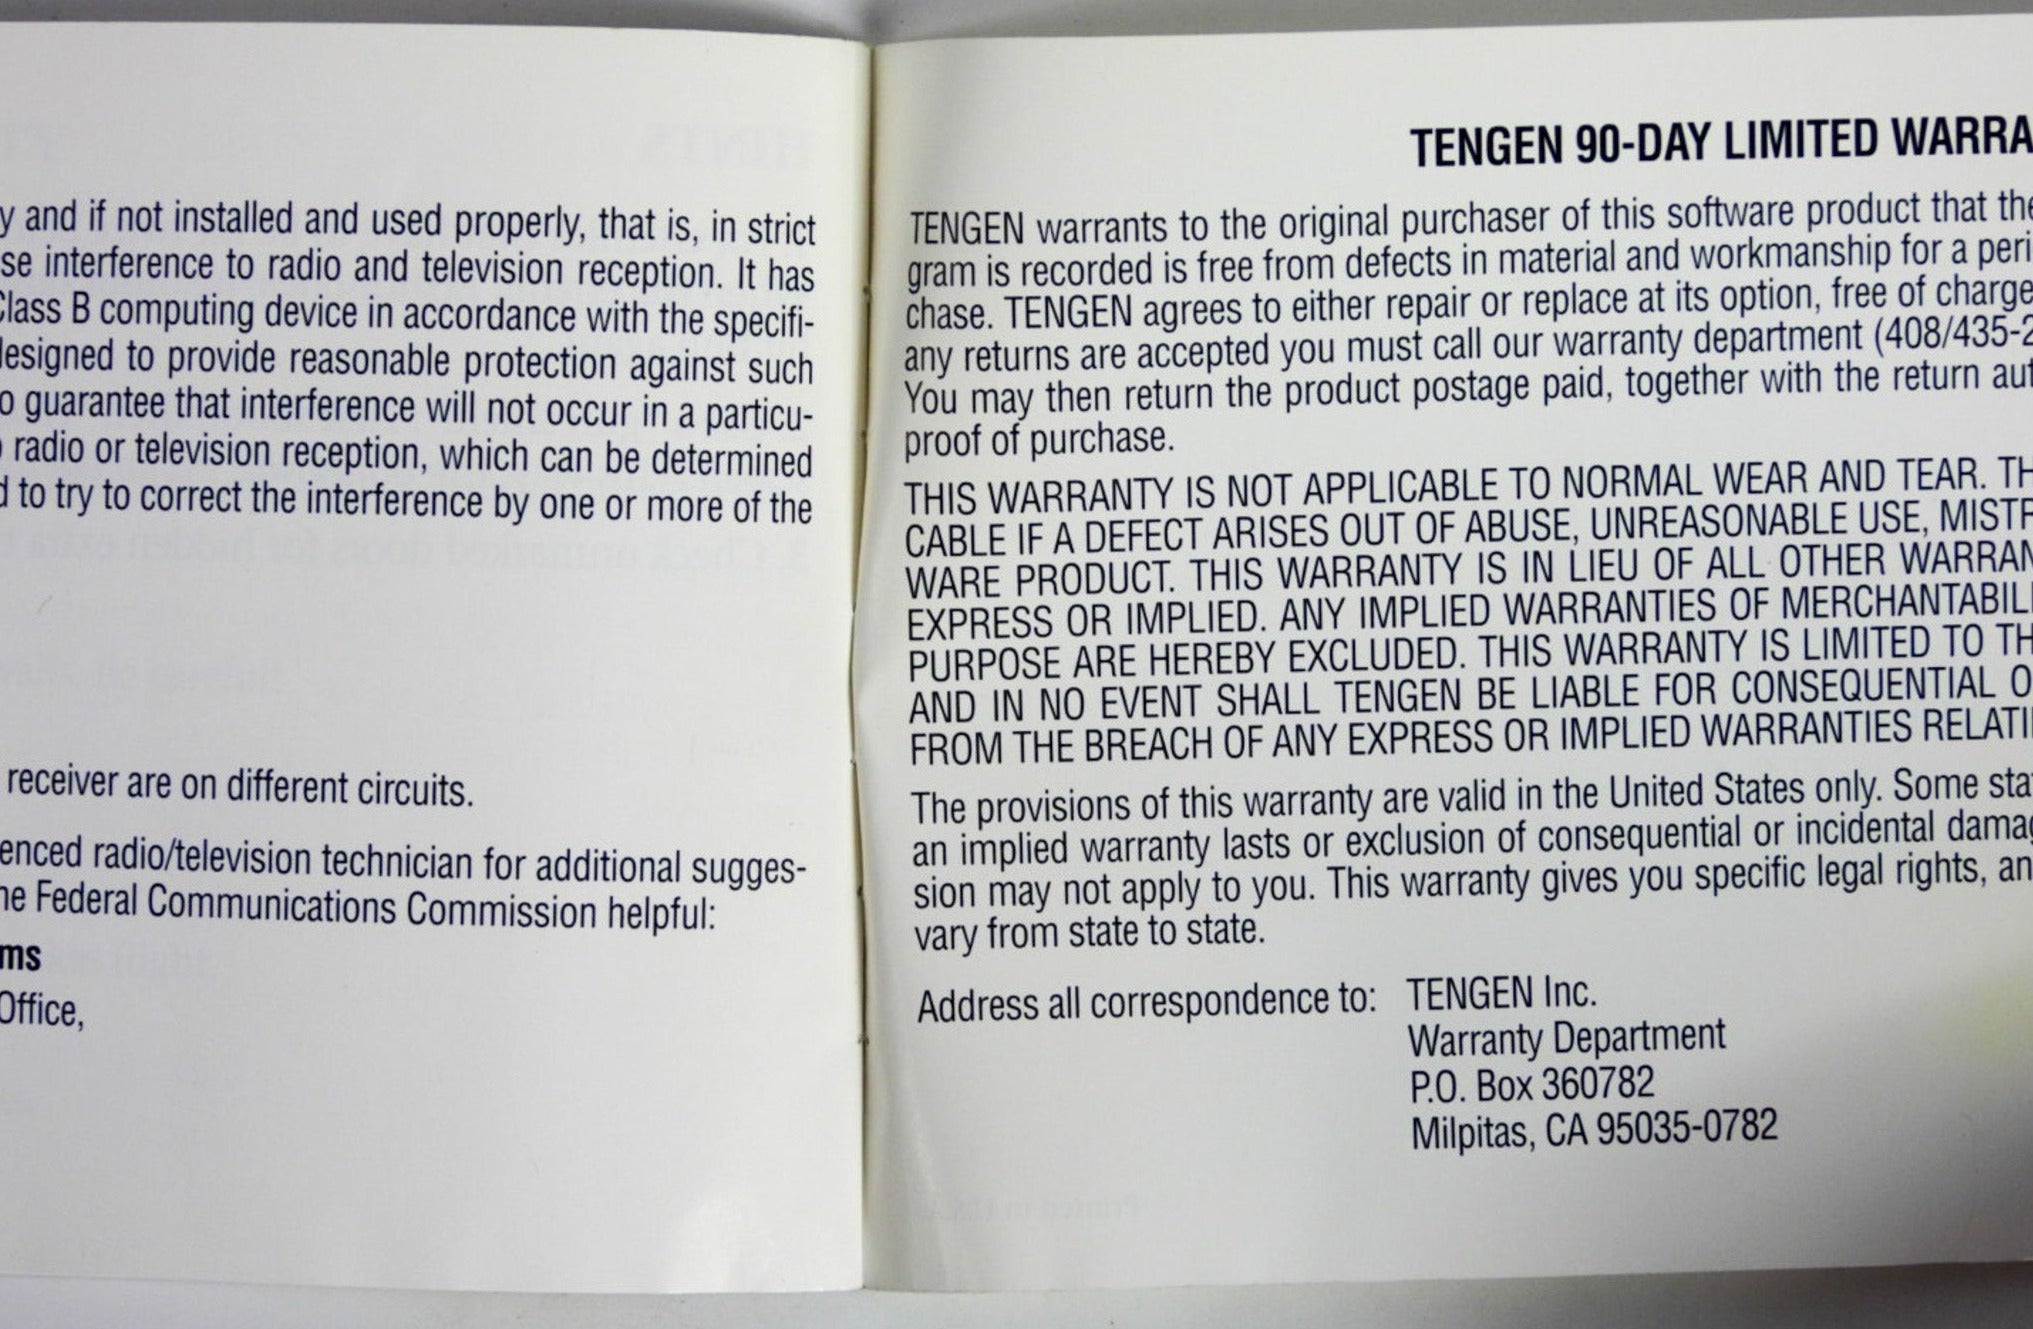 y and if not installed and used properly, that is, in strict
se interference to radio and television reception. It has
Class B computing device in accordance with the specifi-
designed to provide reasonable protection against such
o guarantee that interference will not occur in a particu-
radio or television reception, which can be determined
d to try to correct the interference by one or more of the
receiver are on different circuits.
enced radio/television technician for additional sugges-
he Federal Communications Commission helpful:
ms
Office,
TENGEN 90-DAY LIMITED WARRA
TENGEN warrants to the original purchaser of this software product that the
gram is recorded is free from defects in material and workmanship for a peri
chase. TENGEN agrees to either repair or replace at its option, free of charge
any returns are accepted you must call our warranty department (408/435-2
You may then return the product postage paid, together with the return aut
proof of purchase.
THIS WARRANTY IS NOT APPLICABLE TO NORMAL WEAR AND TEAR. TH
CABLE IF A DEFECT ARISES OUT OF ABUSE, UNREASONABLE USE, MISTR
WARE PRODUCT. THIS WARRANTY IS IN LIEU OF ALL OTHER WARRAN
EXPRESS OR IMPLIED. ANY IMPLIED WARRANTIES OF MERCHANTABILI
PURPOSE ARE HEREBY EXCLUDED. THIS WARRANTY IS LIMITED TO TH
AND IN NO EVENT SHALL TENGEN BE LIABLE FOR CONSEQUENTIAL O
FROM THE BREACH OF ANY EXPRESS OR IMPLIED WARRANTIES RELATI
The provisions of this warranty are valid in the United States only. Some sta
an implied warranty lasts or exclusion of consequential or incidental damag
sion may not apply to you. This warranty gives you specific legal rights, an
vary from state to state.
Address all correspondence to: TENGEN Inc.
Warranty Department
P.O. Box 360782
Milpitas, CA 95035-0782